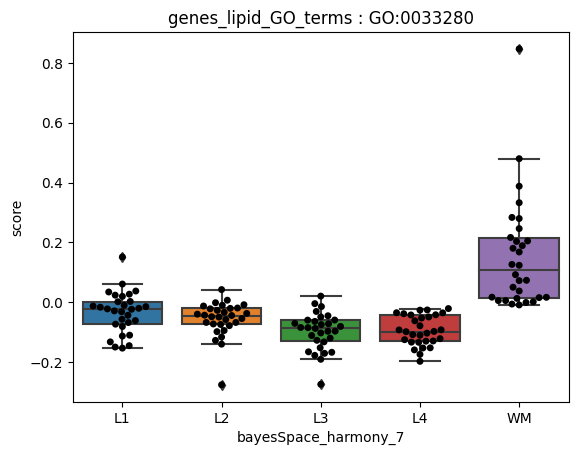 genes_lipid_GO_terms : GO:0033280
0.8
0.6
0.4
0.2
0.0
−0.2
score
L1 L2 L3 L4 WM
bayesSpace_harmony_7